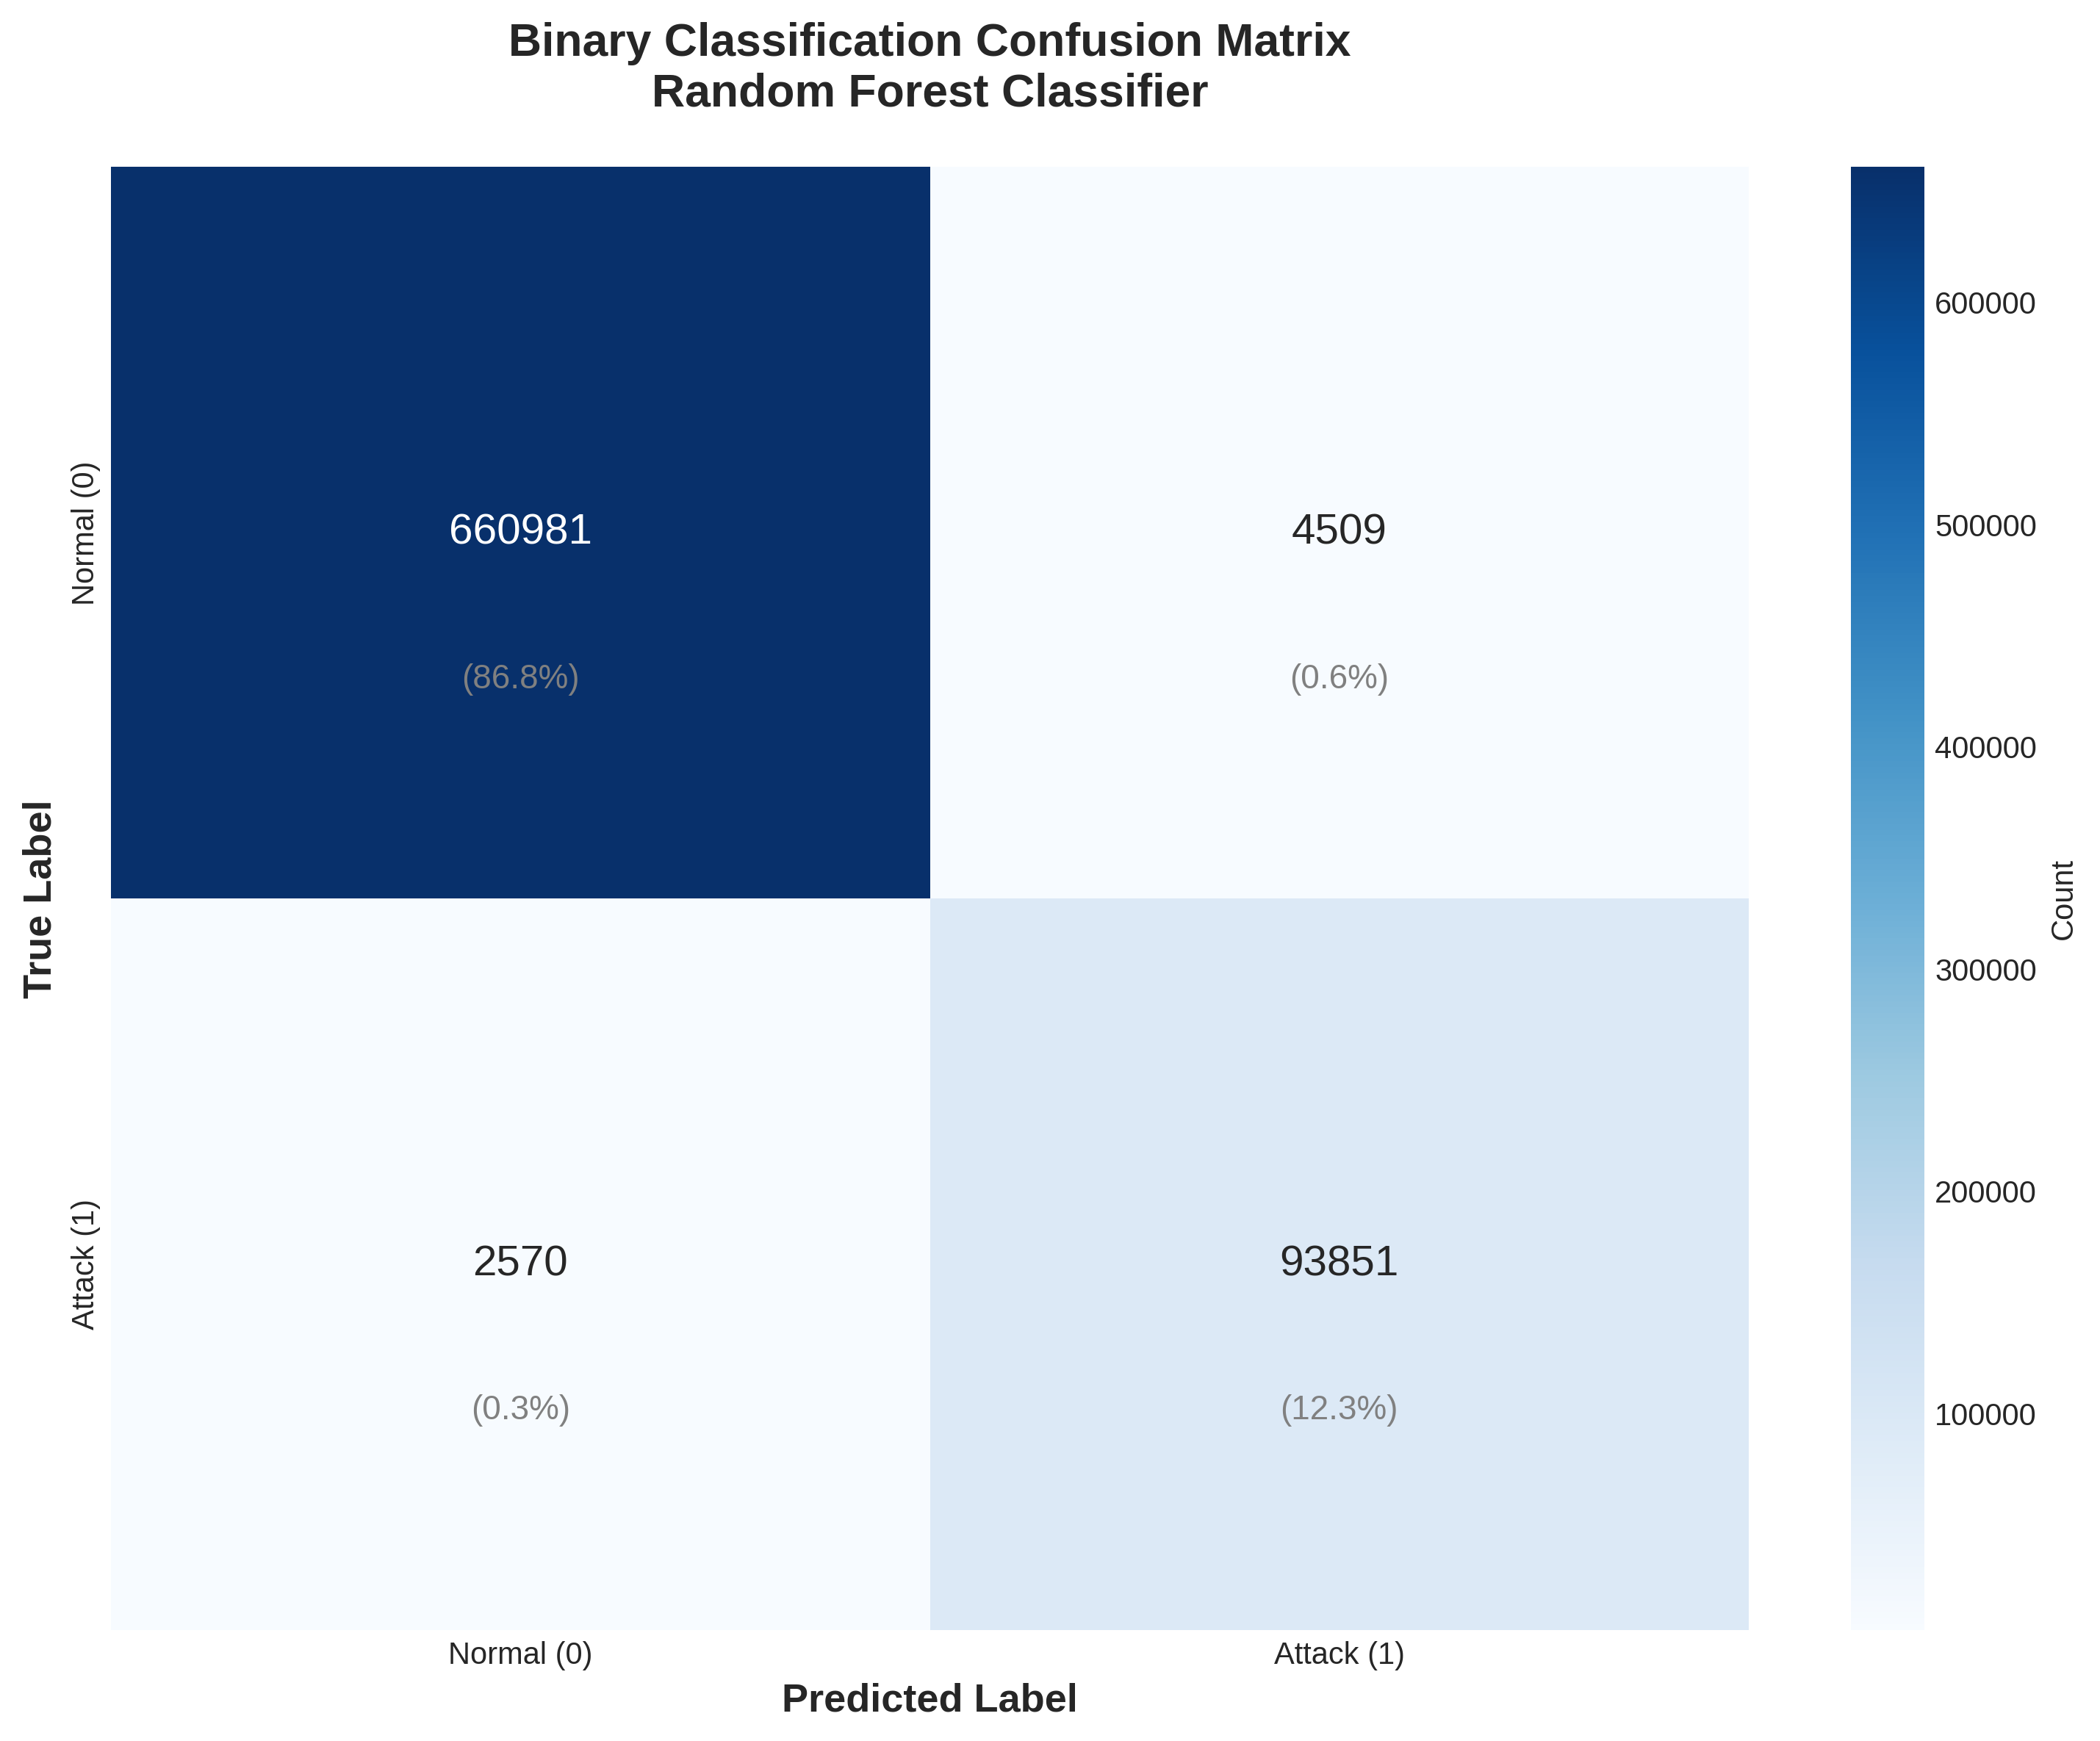 Binary Classification Confusion Matrix
Random Forest Classifier
True Label
Normal (0)
660981
(86.8%)
4509
(0.6%)
Attack (1)
2570
(0.3%)
93851
(12.3%)
Normal (0)
Attack (1)
Predicted Label
600000
500000
400000
300000
200000
100000
Count